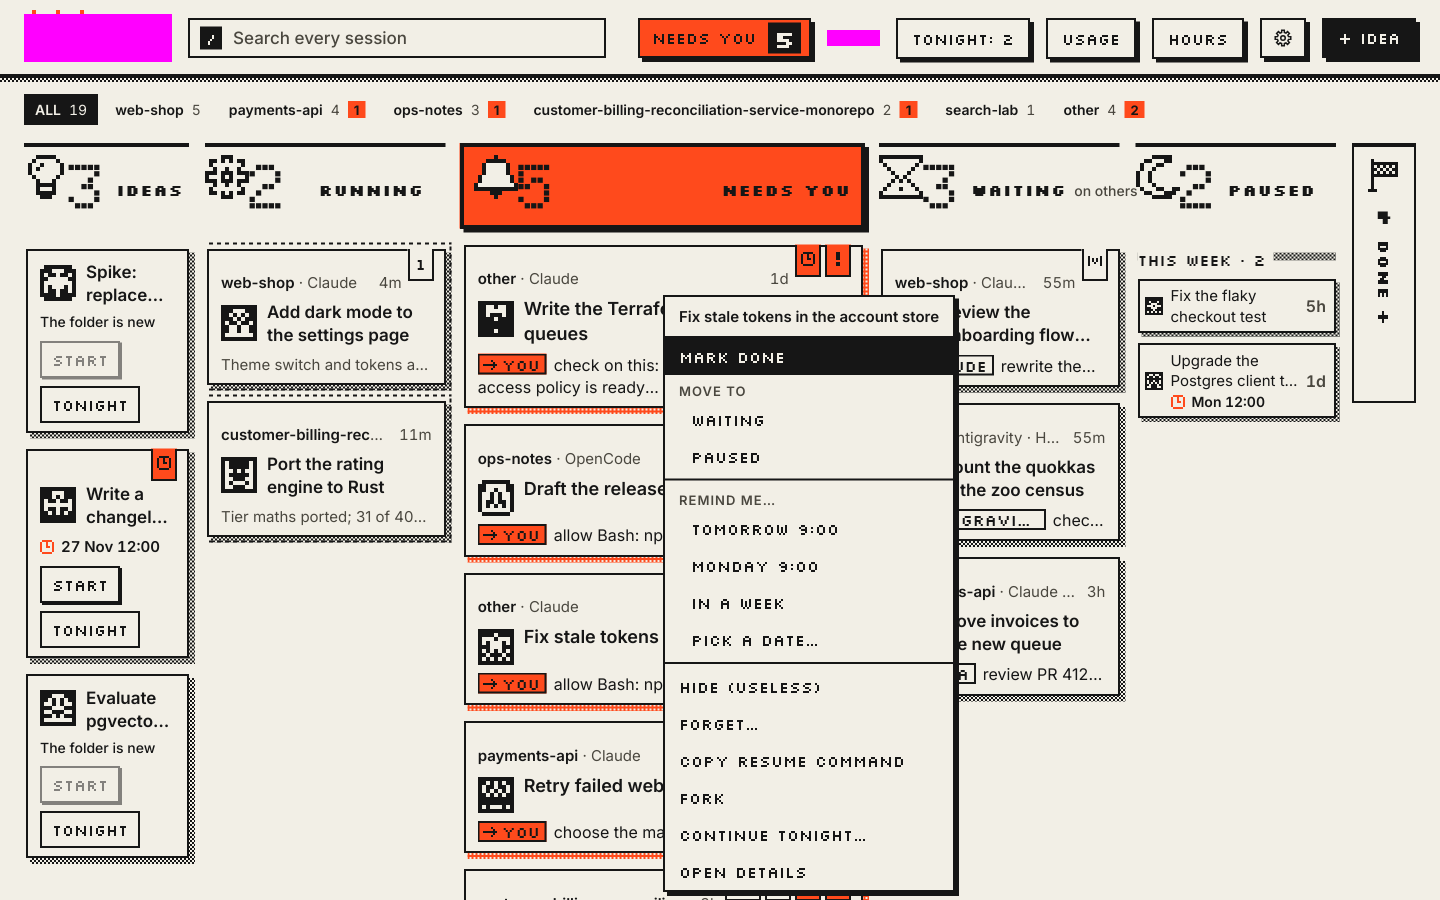 / Search every session
NEEDS YOU 5
TONIGHT: 2
USAGE
HOURS
+ IDEA
ALL 19
web-shop 5
payments-api 4 1
ops-notes 3 1
customer-billing-reconciliation-service-monorepo 2 1
search-lab 1
other 4 2
3 IDEAS
2 RUNNING
5 NEEDS YOU
3 WAITING on others
2 PAUSED
4 DONE +
Spike:
replace...
The folder is new
START
TONIGHT
Write a
changel...
27 Nov 12:00
START
TONIGHT
Evaluate
pgvecto...
The folder is new
START
TONIGHT
1
web-shop · Claude 4m
Add dark mode to
the settings page
Theme switch and tokens a...
customer-billing-rec... 11m
Port the rating
engine to Rust
Tier maths ported; 31 of 40...
!
other · Claude 1d
Write the Terraf
queues
→ YOU check on this:
access policy is ready...
ops-notes · OpenCode
Draft the release
→ YOU allow Bash: np
other · Claude
Fix stale tokens
→ YOU allow Bash: np
payments-api · Claude
Retry failed web
→ YOU choose the ma
Fix stale tokens in the account store
MARK DONE
MOVE TO
WAITING
PAUSED
REMIND ME...
TOMORROW 9:00
MONDAY 9:00
IN A WEEK
PICK A DATE...
HIDE (USELESS)
FORGET...
COPY RESUME COMMAND
FORK
CONTINUE TONIGHT...
OPEN DETAILS
web-shop · Clau... 55m
eview the
nboarding flow...
UDE rewrite the...
ntigravity · H... 55m
ount the quokkas
the zoo census
GRAVI... chec...
s-api · Claude ... 3h
ove invoices to
e new queue
A review PR 412...
THIS WEEK · 2
Fix the flaky
checkout test
5h
Upgrade the
Postgres client t...
1d
Mon 12:00